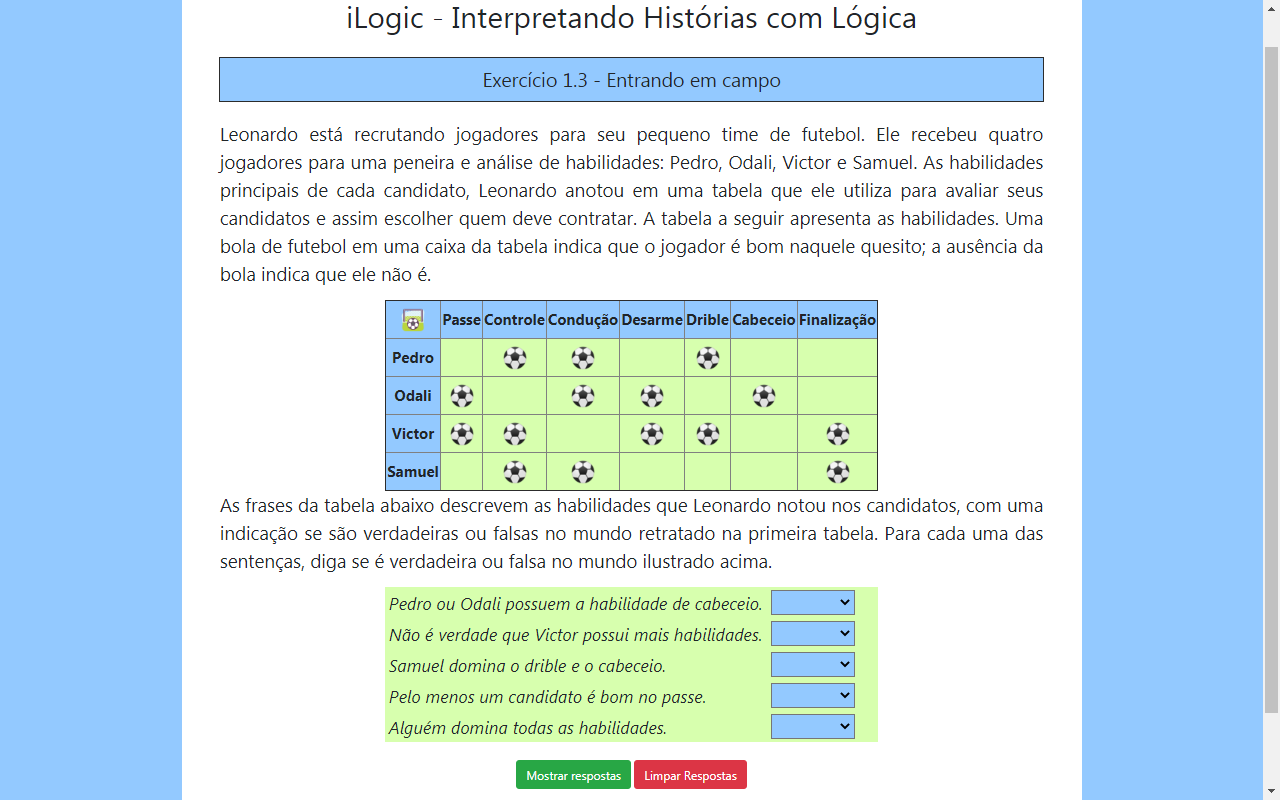 iLogic - Interpretando Histórias com Lógica
Exercício 1.3 - Entrando em campo
Leonardo está recrutando jogadores para seu pequeno time de futebol. Ele recebeu quatro
jogadores para uma peneira e análise de habilidades: Pedro, Odali, Victor e Samuel. As habilidades
principais de cada candidato, Leonardo anotou em uma tabela que ele utiliza para avaliar seus
candidatos e assim escolher quem deve contratar. A tabela a seguir apresenta as habilidades. Uma
bola de futebol em uma caixa da tabela indica que o jogador é bom naquele quesito; a ausência da
bola indica que ele não é.
Passe Controle Condução Desarme Drible Cabeceio Finalização
Pedro
Odali
Victor
Samuel
As frases da tabela abaixo descrevem as habilidades que Leonardo notou nos candidatos, com uma
indicação se são verdadeiras ou falsas no mundo retratado na primeira tabela. Para cada uma das
sentenças, diga se é verdadeira ou falsa no mundo ilustrado acima.
Pedro ou Odali possuem a habilidade de cabeceio.
Não é verdade que Victor possui mais habilidades.
Samuel domina o drible e o cabeceio.
Pelo menos um candidato é bom no passe.
Alguém domina todas as habilidades.
Mostrar respostas Limpar Respostas